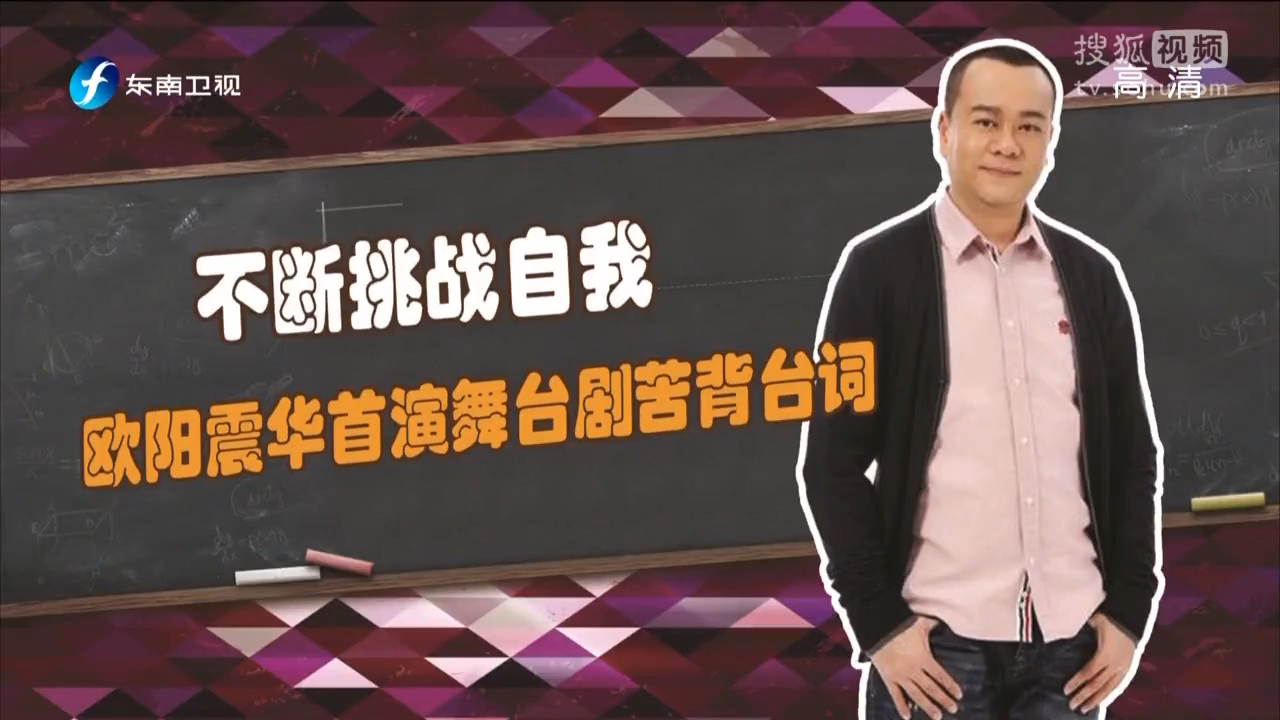 东南卫视
搜狐视频
高清
不断挑战自我
欧阳震华首演舞台剧苦背台词